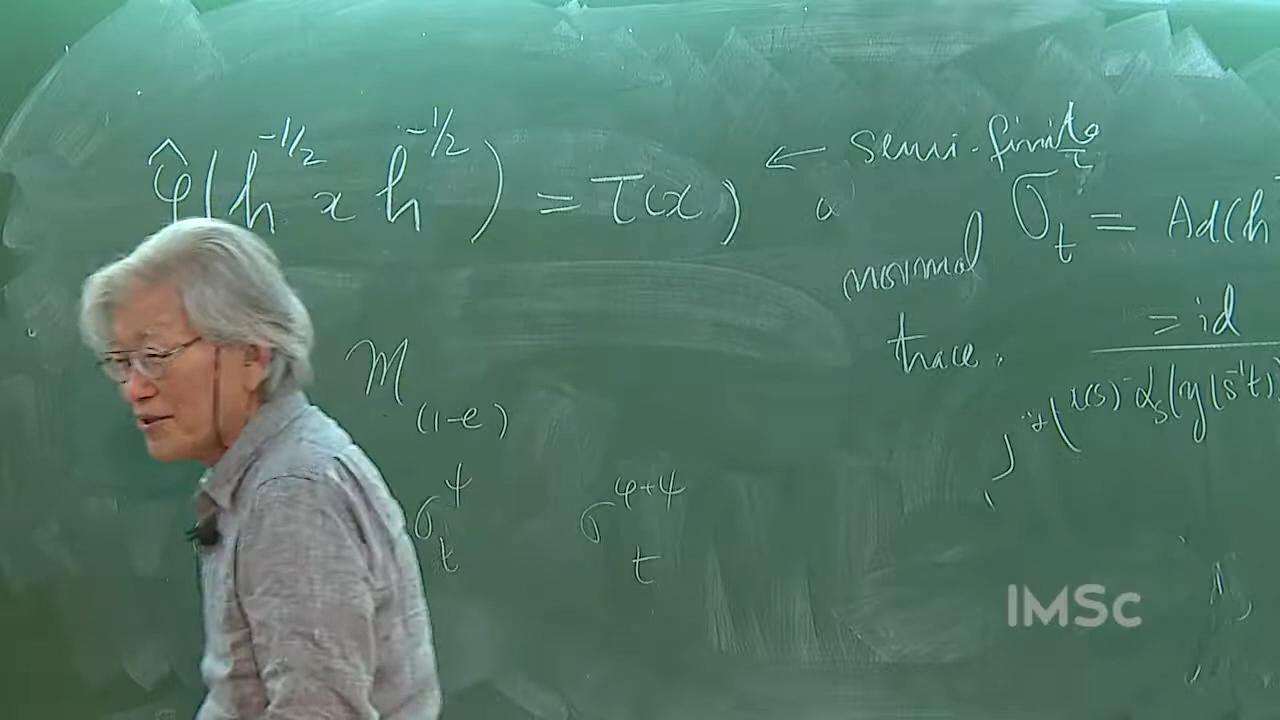 φ̂(h^{-1/2} x h^{-1/2}) = τ(x) ← semi-finite
normal
trace.
σ_t^τ = Ad(h
= id
M_{(1-e)}
σ_t^ψ σ_t^{φ+ψ}
IMSc